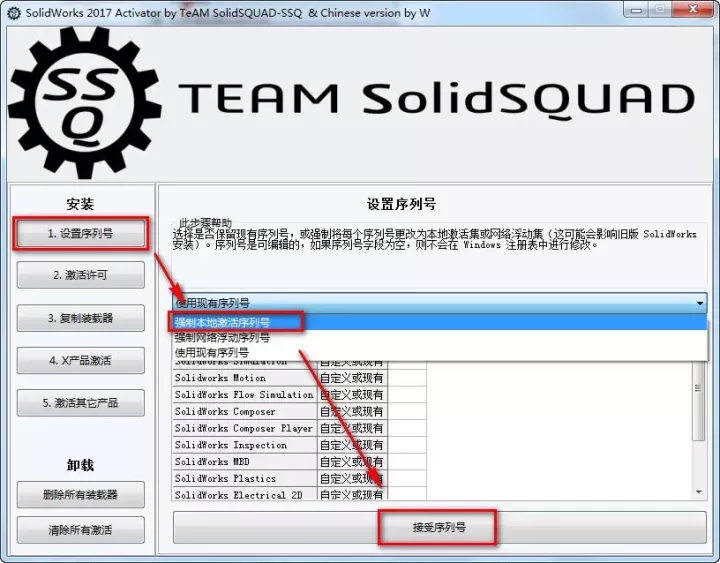 SolidWorks 2017 Activator by TeAM SolidSQUAD-SSQ & Chinese version by W
SSQ
TEAM SolidSQUAD
安装
1. 设置序列号
2. 激活许可
3. 复制装载器
4. X产品激活
5. 激活其它产品
卸载
删除所有装载器
清除所有激活
设置序列号
此步骤帮助
选择是否保留现有序列号，或强制将每个序列号更改为本地激活集或网络浮动集（这可能会影响旧版 SolidWorks
安装）。序列号是可编辑的，如果序列号字段为空，则不会在 Windows 注册表中进行修改。
使用现有序列号
强制本地激活序列号
强制网络浮动序列号
使用现有序列号
SolidWorks Simulation 自定义或现有
Solidworks Motion 自定义或现有
SolidWorks Flow Simulation 自定义或现有
SolidWorks Composer 自定义或现有
SolidWorks Composer Player 自定义或现有
SolidWorks Inspection 自定义或现有
SolidWorks MBD 自定义或现有
SolidWorks Plastics 自定义或现有
SolidWorks Electrical 2D 自定义或现有
接受序列号